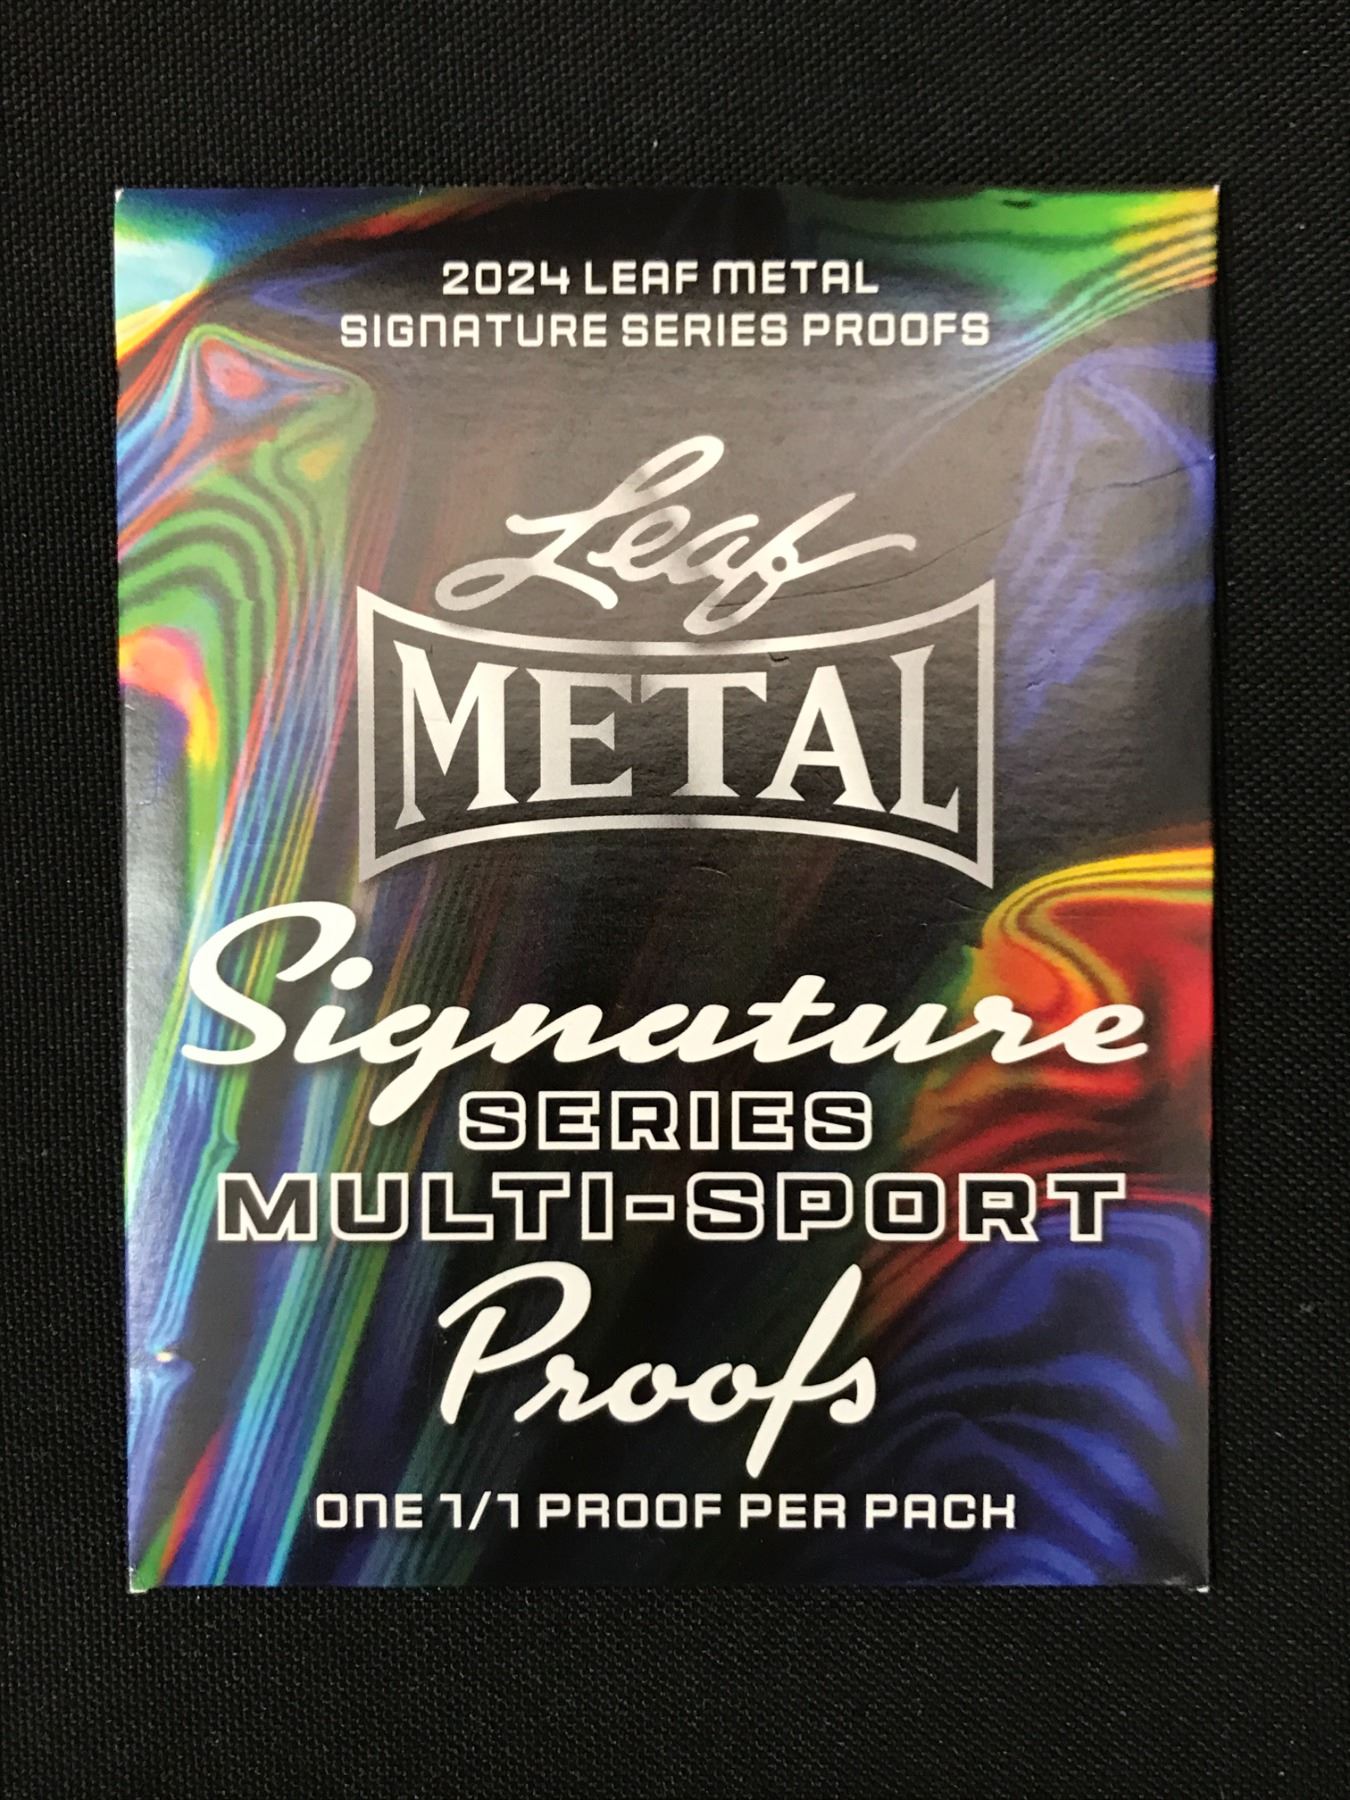 2024 LEAF METAL
SIGNATURE SERIES PROOFS
Leaf
METAL
Signature
SERIES
MULTI-SPORT
Proofs
ONE 1/1 PROOF PER PACK